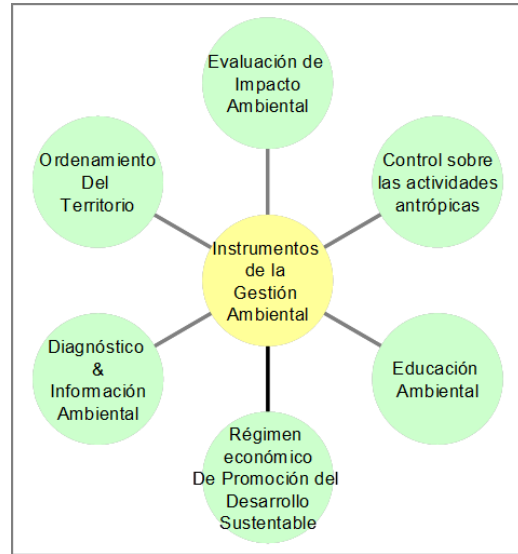 Evaluación de
Impacto
Ambiental
Ordenamiento
Del
Territorio
Control sobre
las actividades
antrópicas
Instrumentos
de la
Gestión
Ambiental
Diagnóstico
&
Información
Ambiental
Educación
Ambiental
Régimen
económico
De Promoción del
Desarrollo
Sustentable